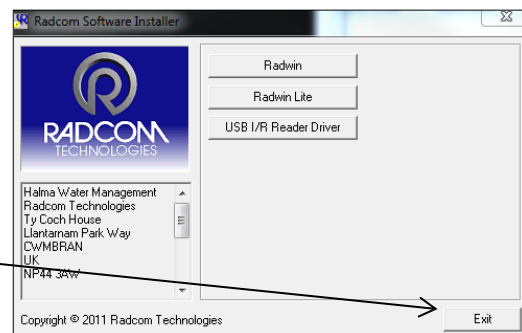 Radcom Software Installer
RADCOM
TECHNOLOGIES
Radwin
Radwin Lite
USB I/R Reader Driver
Halma Water Management
Radcom Technologies
Ty Coch House
Llantarnam Park Way
CWMBRAN
UK
NP44 3AW
Copyright © 2011 Radcom Technologies
Exit